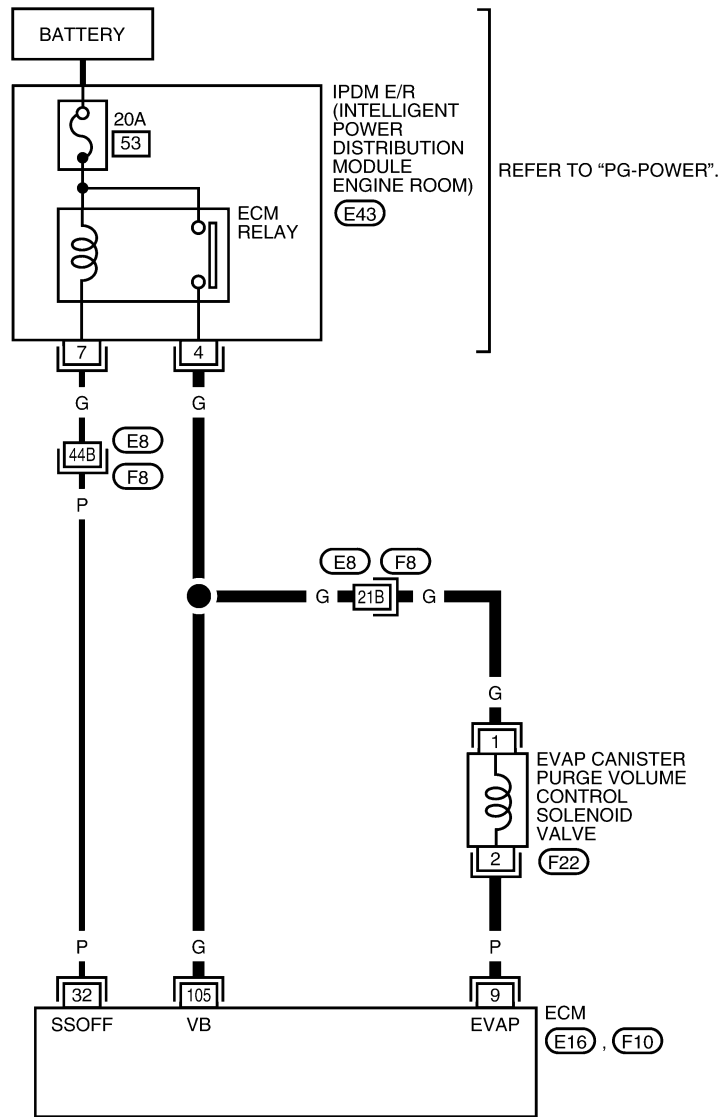 BATTERY
20A
53
IPDM E/R
(INTELLIGENT
POWER
DISTRIBUTION
MODULE
ENGINE ROOM)
E43
REFER TO “PG-POWER”.
ECM
RELAY
7
4
G
G
44B
E8
F8
P
E8
F8
G
21B
G
G
1
EVAP CANISTER
PURGE VOLUME
CONTROL
SOLENOID
VALVE
2
F22
P
G
P
32
105
9
SSOFF
VB
EVAP
ECM
E16 , F10